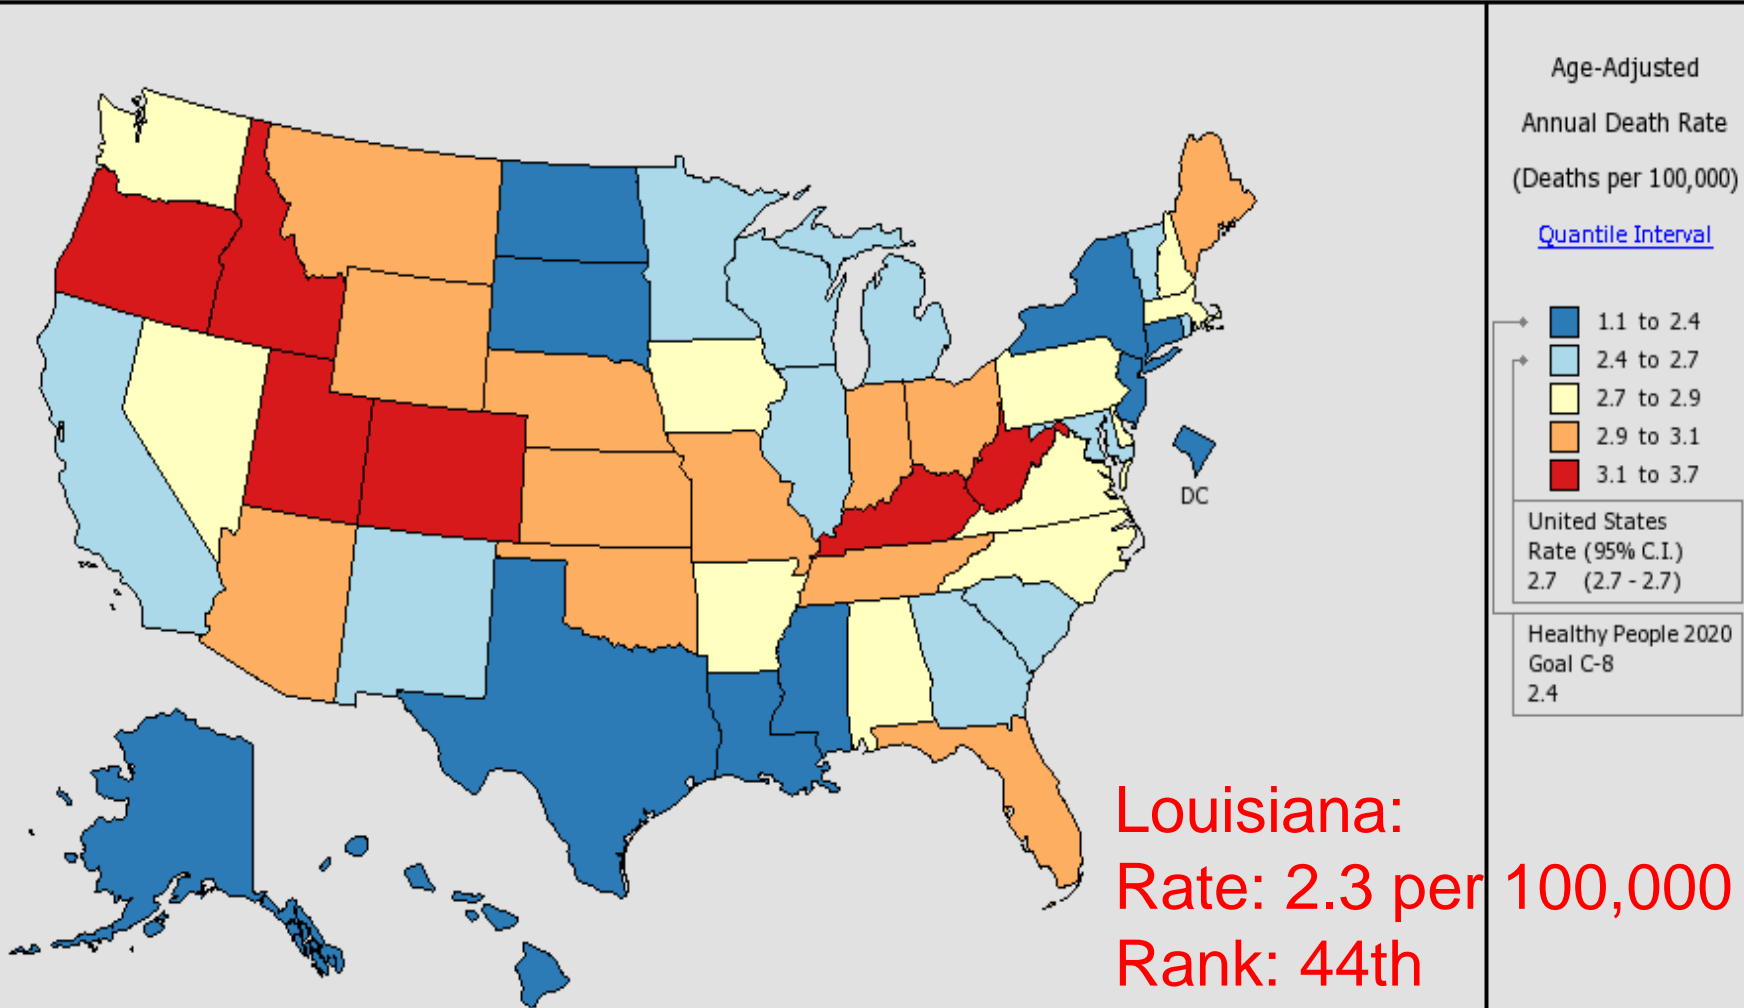 Age-Adjusted
Annual Death Rate
(Deaths per 100,000)
Quantile Interval
1.1 to 2.4
2.4 to 2.7
2.7 to 2.9
2.9 to 3.1
3.1 to 3.7
United States
Rate (95% C.I.)
2.7 (2.7 - 2.7)
Healthy People 2020
Goal C-8
2.4
DC
Louisiana:
Rate: 2.3 per 100,000
Rank: 44th